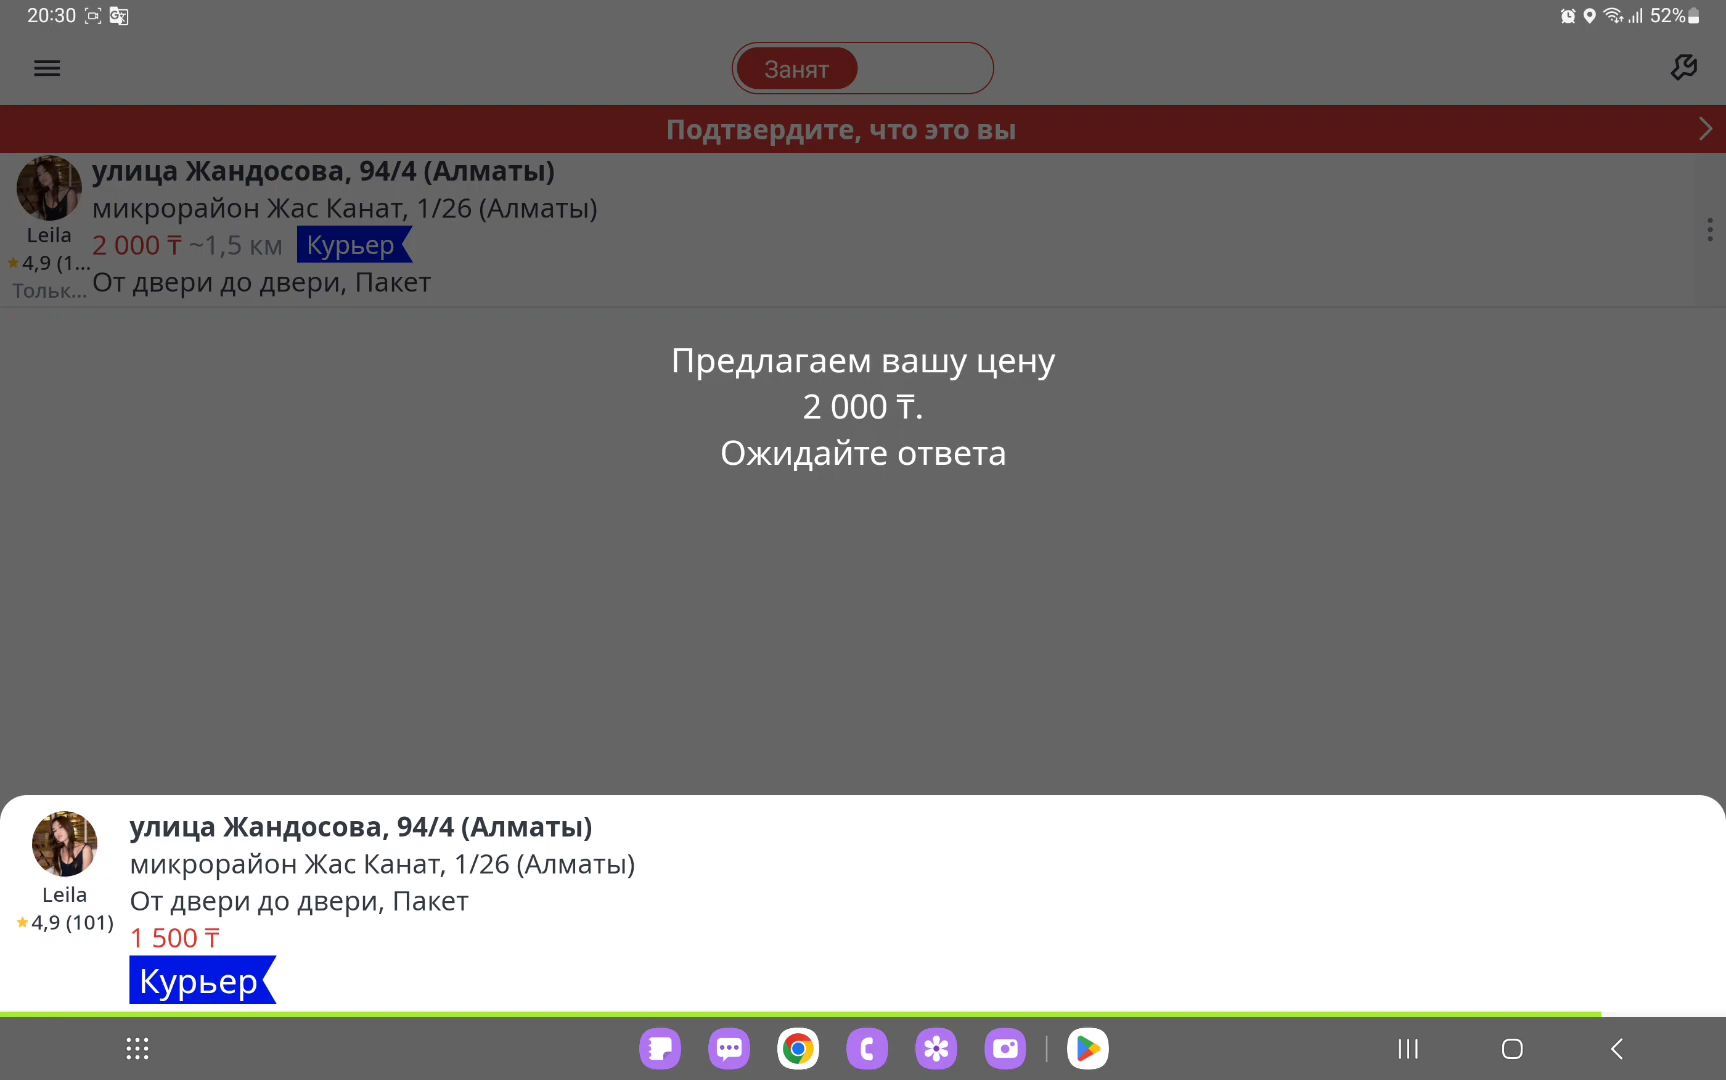 20:30
52%
Занят
Подтвердите, что это вы
улица Жандосова, 94/4 (Алматы)
микрорайон Жас Канат, 1/26 (Алматы)
Leila
2 000 ₸ ~1,5 км Курьер
4,9 (1...
От двери до двери, Пакет
Тольк...
Предлагаем вашу цену
2 000 ₸.
Ожидайте ответа
улица Жандосова, 94/4 (Алматы)
микрорайон Жас Канат, 1/26 (Алматы)
Leila
От двери до двери, Пакет
4,9 (101)
1 500 ₸
Курьер